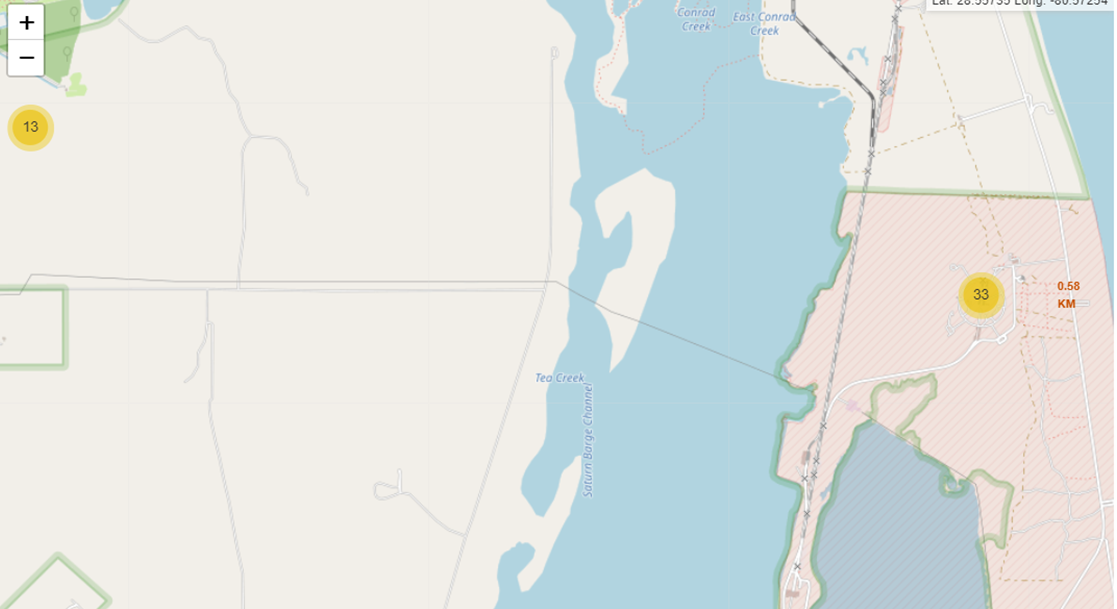 +
−
Lat: 28.55735 Long: -80.57254
Conrad
Creek
East Conrad
Creek
13
33
0.58
KM
Tea Creek
Saturn Barge Channel